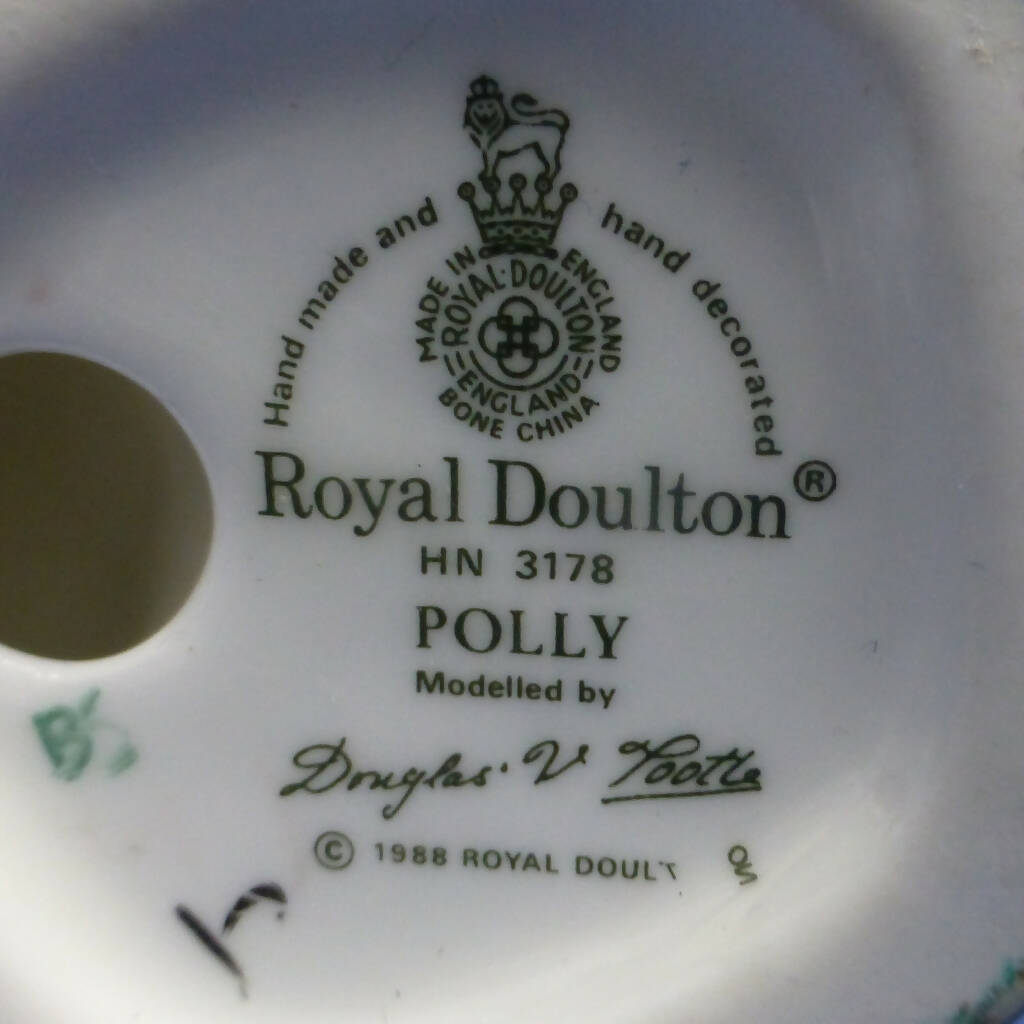 Hand made and hand decorated
MADE IN ENGLAND
ROYAL·DOULTON
ENGLAND
BONE CHINA
Royal Doulton®
HN 3178
POLLY
Modelled by
Douglas. V Tootle
© 1988 ROYAL DOULT